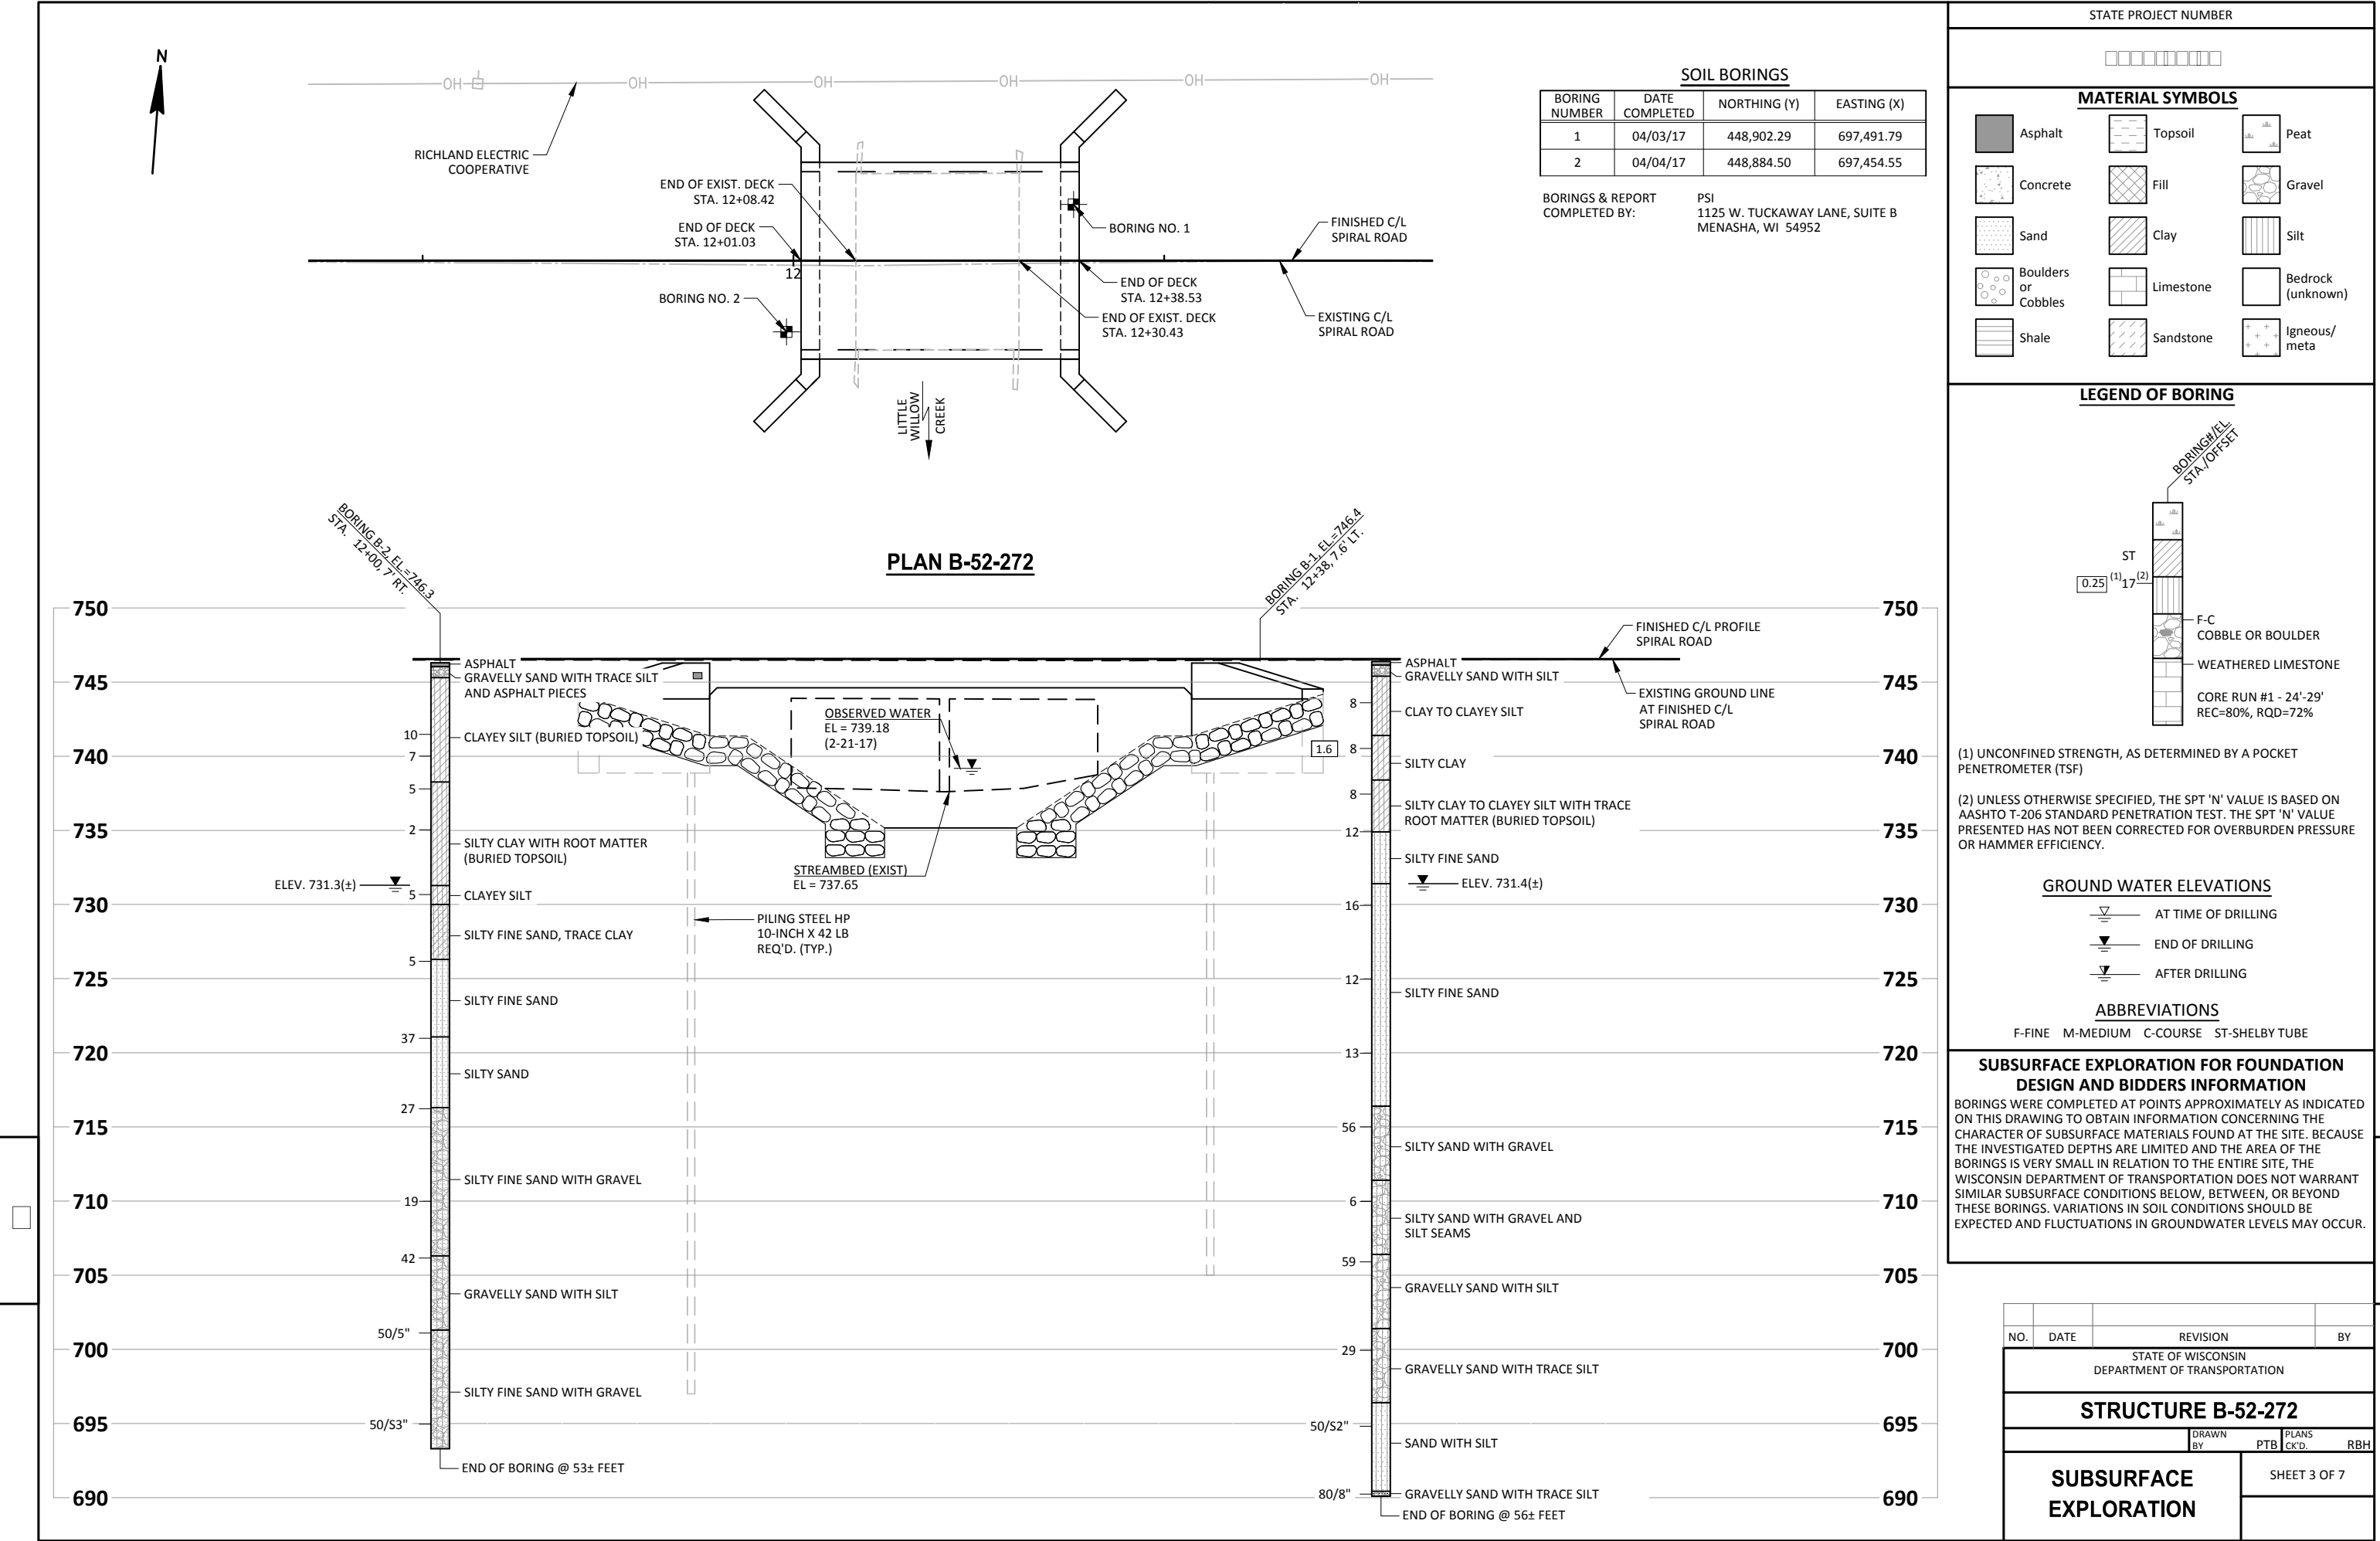 N
OH OH OH OH OH OH
RICHLAND ELECTRIC
COOPERATIVE
END OF EXIST. DECK
STA. 12+08.42
END OF DECK
STA. 12+01.03
12
BORING NO. 2
BORING NO. 1
FINISHED C/L
SPIRAL ROAD
END OF DECK
STA. 12+38.53
END OF EXIST. DECK
STA. 12+30.43
EXISTING C/L
SPIRAL ROAD
LITTLE
WILLOW
CREEK
SOIL BORINGS
BORING
NUMBER
DATE
COMPLETED
NORTHING (Y)
EASTING (X)
1 04/03/17 448,902.29 697,491.79
2 04/04/17 448,884.50 697,454.55
BORINGS & REPORT
COMPLETED BY:
PSI
1125 W. TUCKAWAY LANE, SUITE B
MENASHA, WI 54952
PLAN B-52-272
BORING B-2, EL.=746.3
STA. 12+00, 7' RT.
BORING B-1, EL.=746.4
STA. 12+38, 7.6' LT.
750
745
740
735
730
725
720
715
710
705
700
695
690
ASPHALT
GRAVELLY SAND WITH TRACE SILT
AND ASPHALT PIECES
10
CLAYEY SILT (BURIED TOPSOIL)
7
5
2
SILTY CLAY WITH ROOT MATTER
(BURIED TOPSOIL)
ELEV. 731.3(±)
5
CLAYEY SILT
SILTY FINE SAND, TRACE CLAY
5
SILTY FINE SAND
37
SILTY SAND
27
SILTY FINE SAND WITH GRAVEL
19
42
GRAVELLY SAND WITH SILT
50/5"
SILTY FINE SAND WITH GRAVEL
50/S3"
END OF BORING @ 53± FEET
OBSERVED WATER
EL = 739.18
(2-21-17)
STREAMBED (EXIST)
EL = 737.65
PILING STEEL HP
10-INCH X 42 LB
REQ'D. (TYP.)
FINISHED C/L PROFILE
SPIRAL ROAD
EXISTING GROUND LINE
AT FINISHED C/L
SPIRAL ROAD
ASPHALT
GRAVELLY SAND WITH SILT
8
CLAY TO CLAYEY SILT
1.6 8
SILTY CLAY
8
SILTY CLAY TO CLAYEY SILT WITH TRACE
ROOT MATTER (BURIED TOPSOIL)
12
SILTY FINE SAND
ELEV. 731.4(±)
16
12
SILTY FINE SAND
13
56
SILTY SAND WITH GRAVEL
6
SILTY SAND WITH GRAVEL AND
SILT SEAMS
59
GRAVELLY SAND WITH SILT
29
GRAVELLY SAND WITH TRACE SILT
50/S2"
SAND WITH SILT
80/8"
GRAVELLY SAND WITH TRACE SILT
END OF BORING @ 56± FEET
750
745
740
735
730
725
720
715
710
705
700
695
690
STATE PROJECT NUMBER
MATERIAL SYMBOLS
Asphalt Topsoil Peat
Concrete Fill Gravel
Sand Clay Silt
Boulders
or
Cobbles
Limestone
Bedrock
(unknown)
Shale
Sandstone
Igneous/
meta
LEGEND OF BORING
BORING#/EL.
STA./OFFSET
ST
0.25 (1) 17(2)
F-C
COBBLE OR BOULDER
WEATHERED LIMESTONE
CORE RUN #1 - 24'-29'
REC=80%, RQD=72%
(1) UNCONFINED STRENGTH, AS DETERMINED BY A POCKET
PENETROMETER (TSF)
(2) UNLESS OTHERWISE SPECIFIED, THE SPT 'N' VALUE IS BASED ON
AASHTO T-206 STANDARD PENETRATION TEST. THE SPT 'N' VALUE
PRESENTED HAS NOT BEEN CORRECTED FOR OVERBURDEN PRESSURE
OR HAMMER EFFICIENCY.
GROUND WATER ELEVATIONS
AT TIME OF DRILLING
END OF DRILLING
AFTER DRILLING
ABBREVIATIONS
F-FINE M-MEDIUM C-COURSE ST-SHELBY TUBE
SUBSURFACE EXPLORATION FOR FOUNDATION
DESIGN AND BIDDERS INFORMATION
BORINGS WERE COMPLETED AT POINTS APPROXIMATELY AS INDICATED
ON THIS DRAWING TO OBTAIN INFORMATION CONCERNING THE
CHARACTER OF SUBSURFACE MATERIALS FOUND AT THE SITE. BECAUSE
THE INVESTIGATED DEPTHS ARE LIMITED AND THE AREA OF THE
BORINGS IS VERY SMALL IN RELATION TO THE ENTIRE SITE, THE
WISCONSIN DEPARTMENT OF TRANSPORTATION DOES NOT WARRANT
SIMILAR SUBSURFACE CONDITIONS BELOW, BETWEEN, OR BEYOND
THESE BORINGS. VARIATIONS IN SOIL CONDITIONS SHOULD BE
EXPECTED AND FLUCTUATIONS IN GROUNDWATER LEVELS MAY OCCUR.
NO. DATE REVISION BY
STATE OF WISCONSIN
DEPARTMENT OF TRANSPORTATION
STRUCTURE B-52-272
DRAWN
BY PTB
PLANS
CK'D. RBH
SUBSURFACE
EXPLORATION
SHEET 3 OF 7